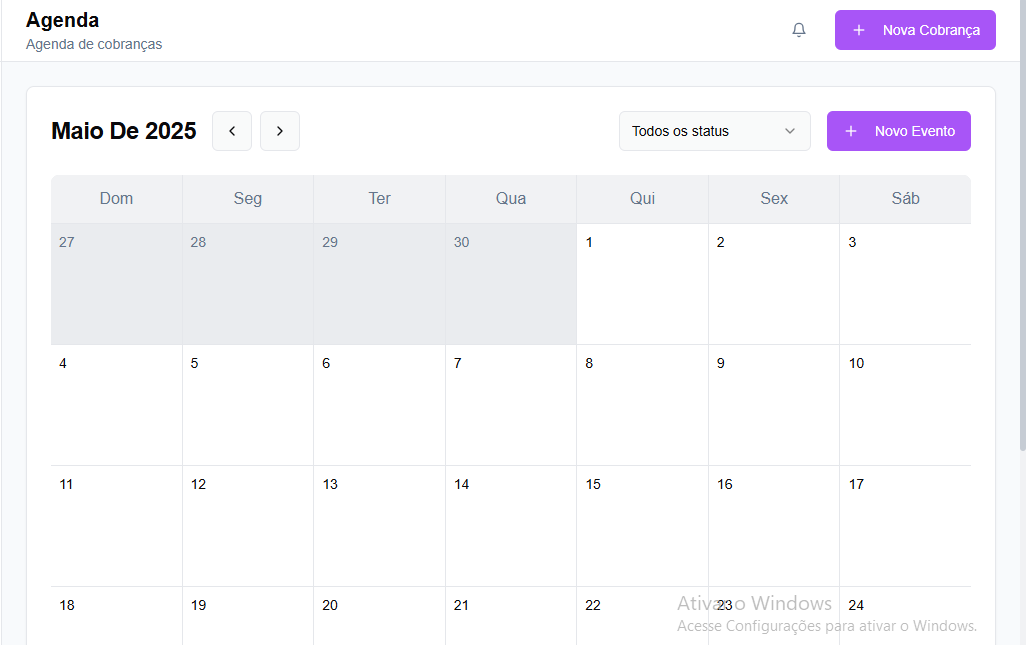 Agenda
Agenda de cobranças
Nova Cobrança
Maio De 2025
Todos os status
Novo Evento
Dom Seg Ter Qua Qui Sex Sáb
27 28 29 30 1 2 3
4 5 6 7 8 9 10
11 12 13 14 15 16 17
18 19 20 21 22 23 24
Ativar o Windows
Acesse Configurações para ativar o Windows.